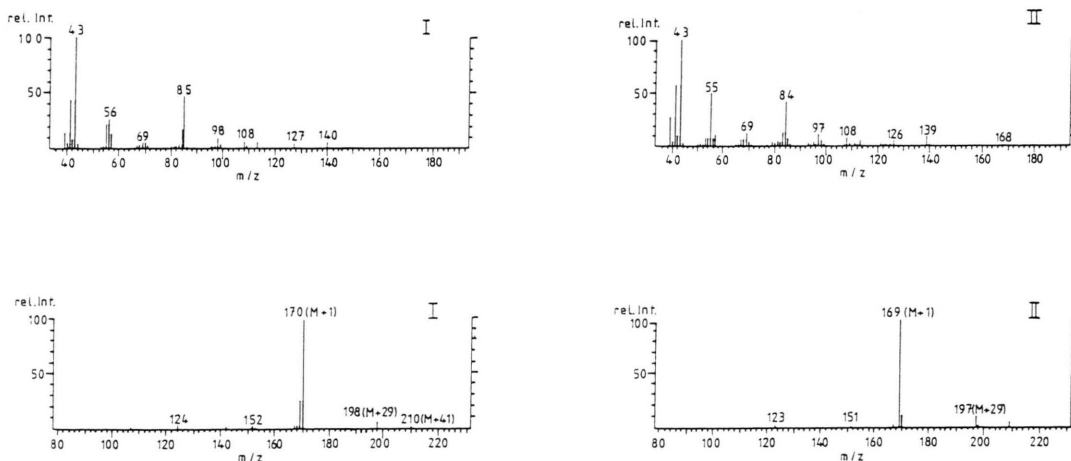 rel. Int.
I
100
43
50
85
56
69
98
108
127
140
40 60 80 100 120 140 160 180
m/z
rel. Int.
II
100
43
50
55
84
69
97
108
126
139
168
40 60 80 100 120 140 160 180
m/z
rel. Int.
I
100
170 (M+1)
50
124
152
198(M+29)
210(M+41)
80 100 120 140 160 180 200 220
m/z
rel. Int.
II
100
169 (M+1)
50
123
151
197(M+29)
80 100 120 140 160 180 200 220
m/z